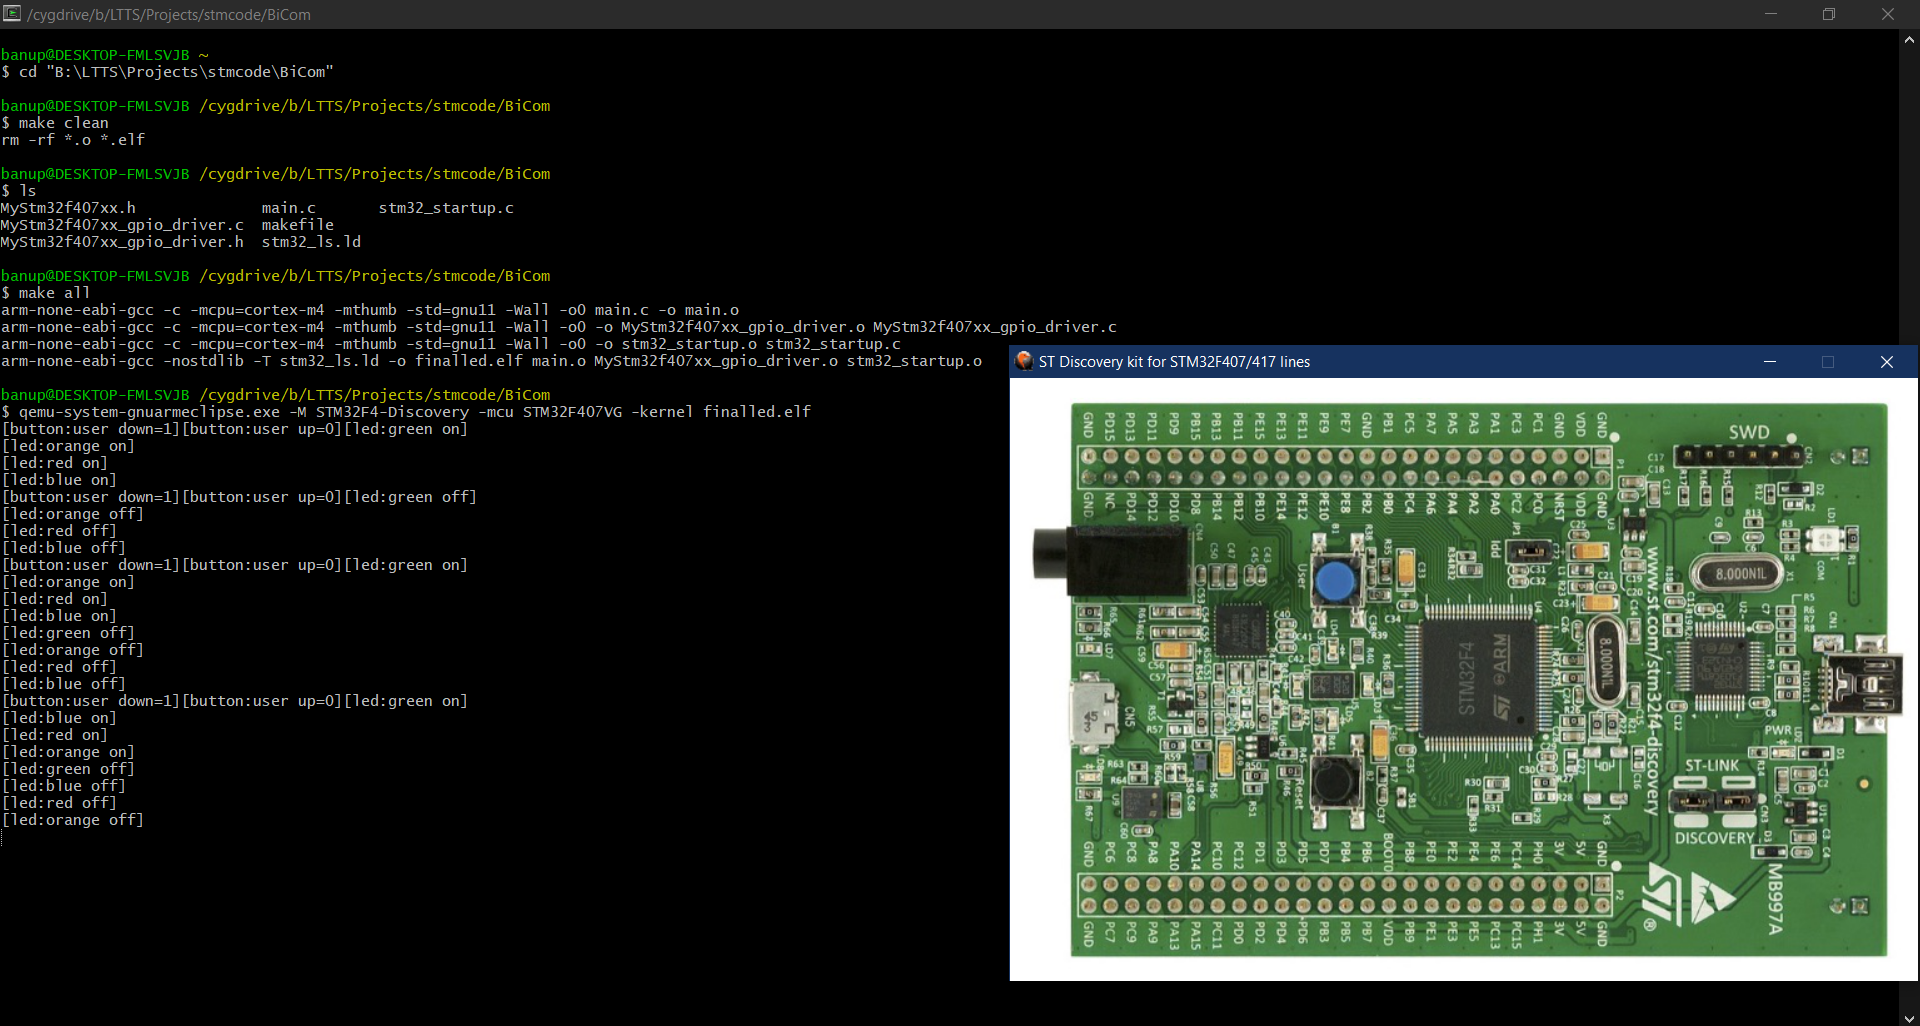 /cygdrive/b/LTTS/Projects/stmcode/BiCom
banup@DESKTOP-FMLSVJB ~
$ cd "B:\LTTS\Projects\stmcode\BiCom"
banup@DESKTOP-FMLSVJB /cygdrive/b/LTTS/Projects/stmcode/BiCom
$ make clean
rm -rf *.o *.elf
banup@DESKTOP-FMLSVJB /cygdrive/b/LTTS/Projects/stmcode/BiCom
$ ls
MyStm32f407xx.h main.c stm32_startup.c
MyStm32f407xx_gpio_driver.c makefile
MyStm32f407xx_gpio_driver.h stm32_ls.ld
banup@DESKTOP-FMLSVJB /cygdrive/b/LTTS/Projects/stmcode/BiCom
$ make all
arm-none-eabi-gcc -c -mcpu=cortex-m4 -mthumb -std=gnu11 -Wall -o0 main.c -o main.o
arm-none-eabi-gcc -c -mcpu=cortex-m4 -mthumb -std=gnu11 -Wall -o0 -o MyStm32f407xx_gpio_driver.o MyStm32f407xx_gpio_driver.c
arm-none-eabi-gcc -c -mcpu=cortex-m4 -mthumb -std=gnu11 -Wall -o0 -o stm32_startup.o stm32_startup.c
arm-none-eabi-gcc -nostdlib -T stm32_ls.ld -o finalled.elf main.o MyStm32f407xx_gpio_driver.o stm32_startup.o
banup@DESKTOP-FMLSVJB /cygdrive/b/LTTS/Projects/stmcode/BiCom
$ qemu-system-gnuarmeclipse.exe -M STM32F4-Discovery -mcu STM32F407VG -kernel finalled.elf
[button:user down=1][button:user up=0][led:green on]
[led:orange on]
[led:red on]
[led:blue on]
[button:user down=1][button:user up=0][led:green off]
[led:orange off]
[led:red off]
[led:blue off]
[button:user down=1][button:user up=0][led:green on]
[led:orange on]
[led:red on]
[led:blue on]
[led:green off]
[led:orange off]
[led:red off]
[led:blue off]
[button:user down=1][button:user up=0][led:green on]
[led:blue on]
[led:red on]
[led:orange on]
[led:green off]
[led:blue off]
[led:red off]
[led:orange off]
ST Discovery kit for STM32F407/417 lines
GND PD15 PD13 PD11 PD9 PB15 PB13 PB11 PE15 PE13 PE11 PE9 PE7 GND PB1 PC5 PA7 PA5 PA3 PA1 PC3 PC1 GND VDD GND
GND NC PD14 PD12 PD10 PD8 PB14 PB12 PB10 PE14 PE12 PE10 PE8 PB2 PB0 PC4 PA6 PA4 PA2 PA0 PC2 PC0 NRST VDD GND
SWD
User
Idd
8.000N1L
STM32F4
ARM
8.000N1L
www.st.com/stm32f4-discovery
CN5
Reset
PWR
ST-LINK
DISCOVERY
MB997A
GND PC6 PC8 PA8 PA10 PA14 PC10 PC12 PD1 PD3 PD5 PD7 PB4 PB6 BOOT0 PB8 PE0 PE2 PE4 PE6 PC14 PH0 3V 5V GND
GND PC7 PC9 PA9 PA13 PA15 PC11 PD0 PD2 PD4 PD6 PB3 PB5 PB7 VDD PB9 PE1 PE3 PE5 PC13 PC15 PH1 3V 5V GND